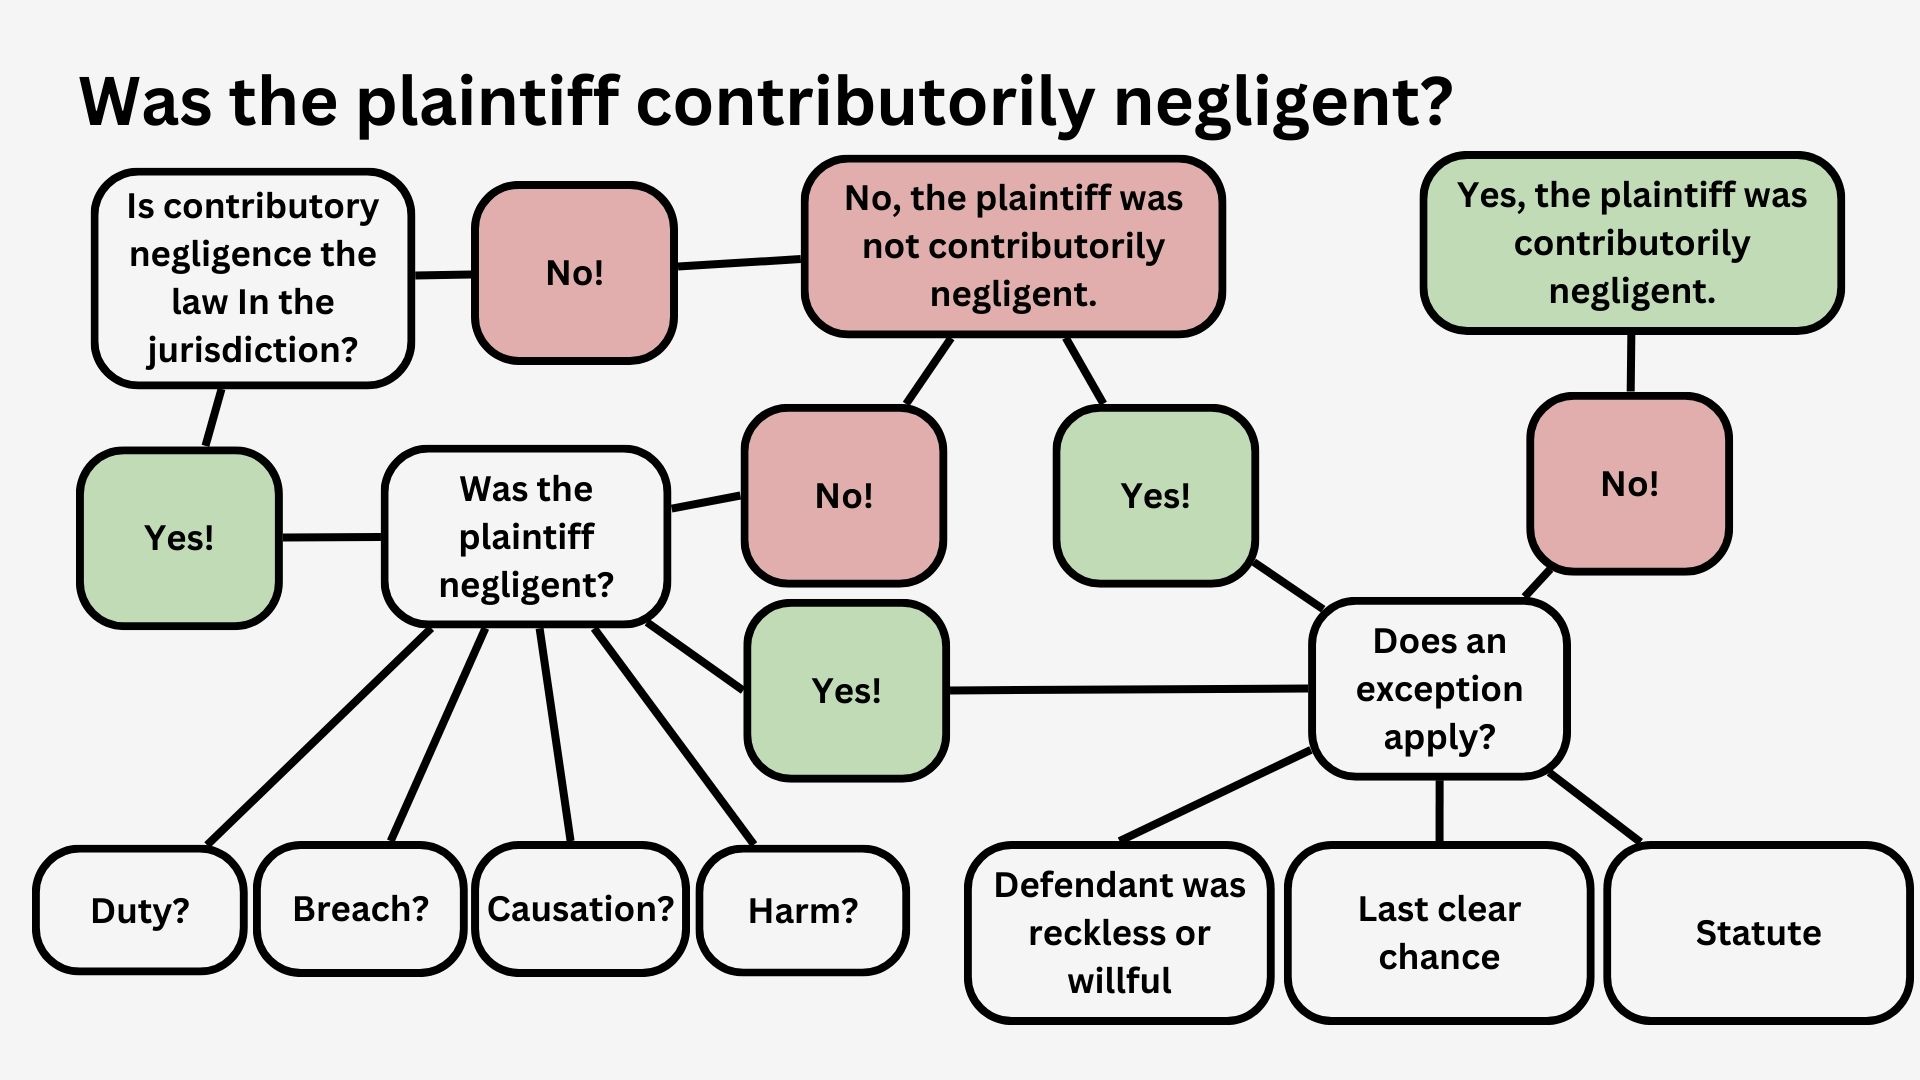 Was the plaintiff contributorily negligent?
Is contributory
negligence the
law In the
jurisdiction?
No!
No, the plaintiff was
not contributorily
negligent.
Yes, the plaintiff was
contributorily
negligent.
Yes!
Was the
plaintiff
negligent?
No!
Yes!
No!
Yes!
Does an
exception
apply?
Duty?
Breach?
Causation?
Harm?
Defendant was
reckless or
willful
Last clear
chance
Statute